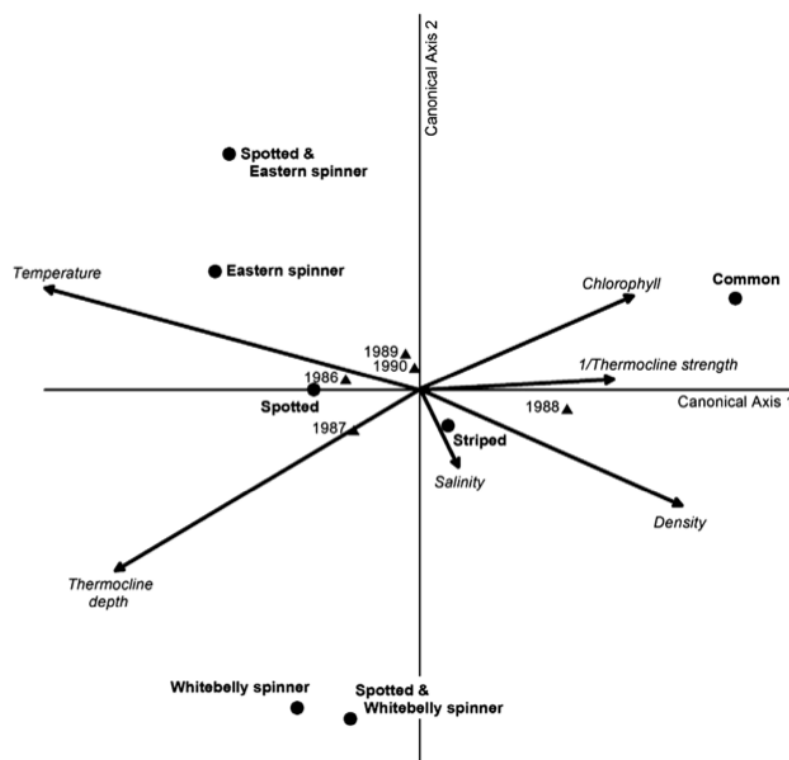 Canonical Axis 2
Spotted &
Eastern spinner
Temperature
Eastern spinner
Chlorophyll
Common
1989
1990
1986
1/Thermocline strength
Spotted
Canonical Axis 1
1988
1987
Striped
Salinity
Density
Thermocline
depth
Whitebelly spinner
Spotted &
Whitebelly spinner